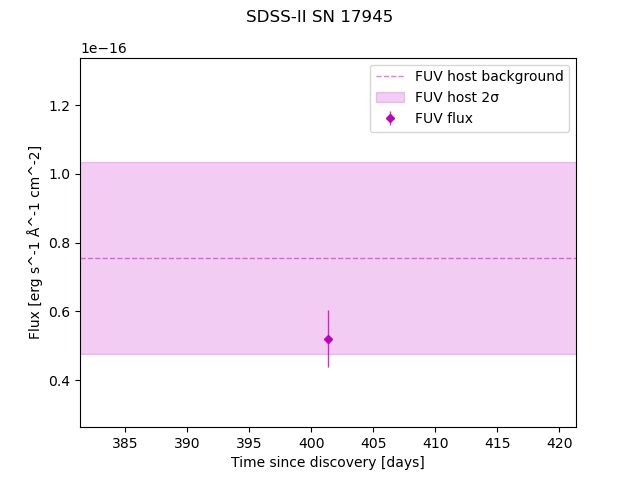 SDSS-II SN 17945
1e−16
FUV host background
FUV host 2σ
FUV flux
1.2
1.0
0.8
0.6
0.4
Flux [erg s^-1 Å^-1 cm^-2]
385 390 395 400 405 410 415 420
Time since discovery [days]